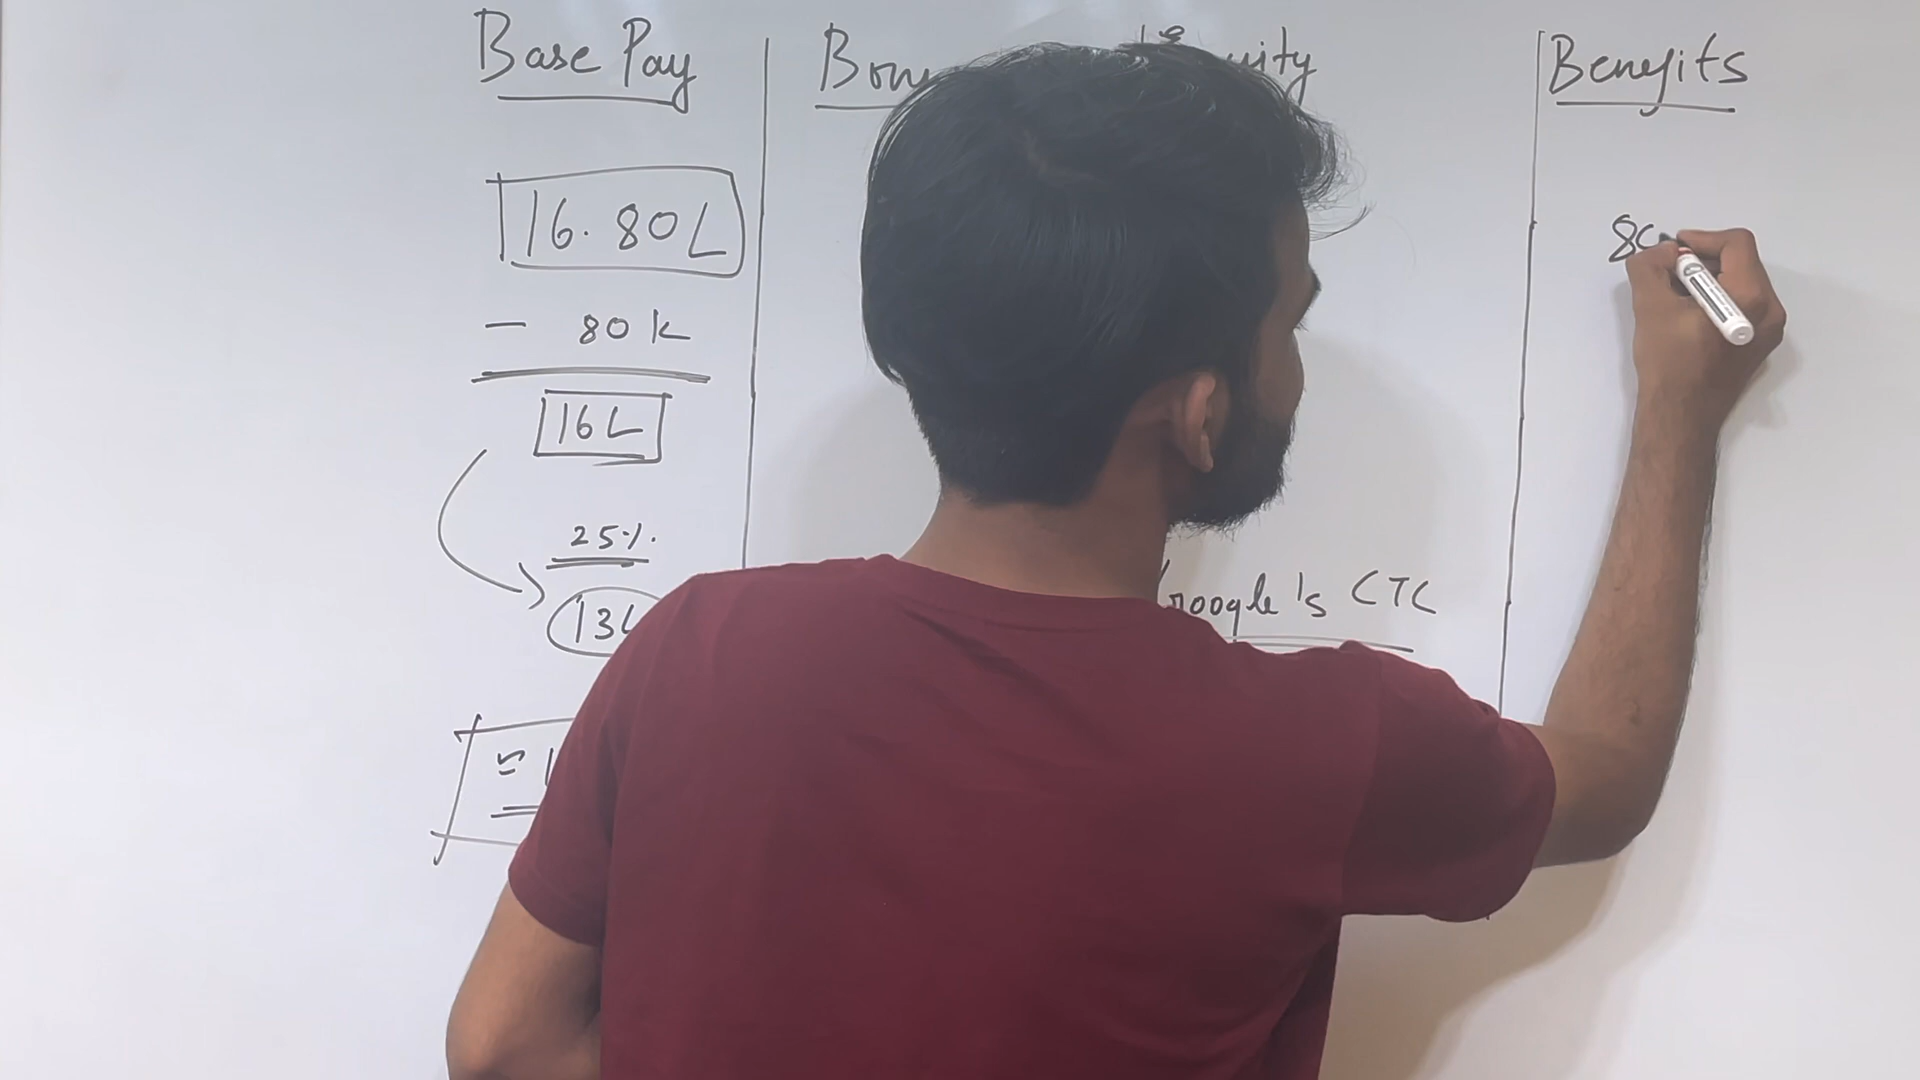 Base Pay
Benefits
16.80L
- 80k
16L
25%
13L
Google's CTC